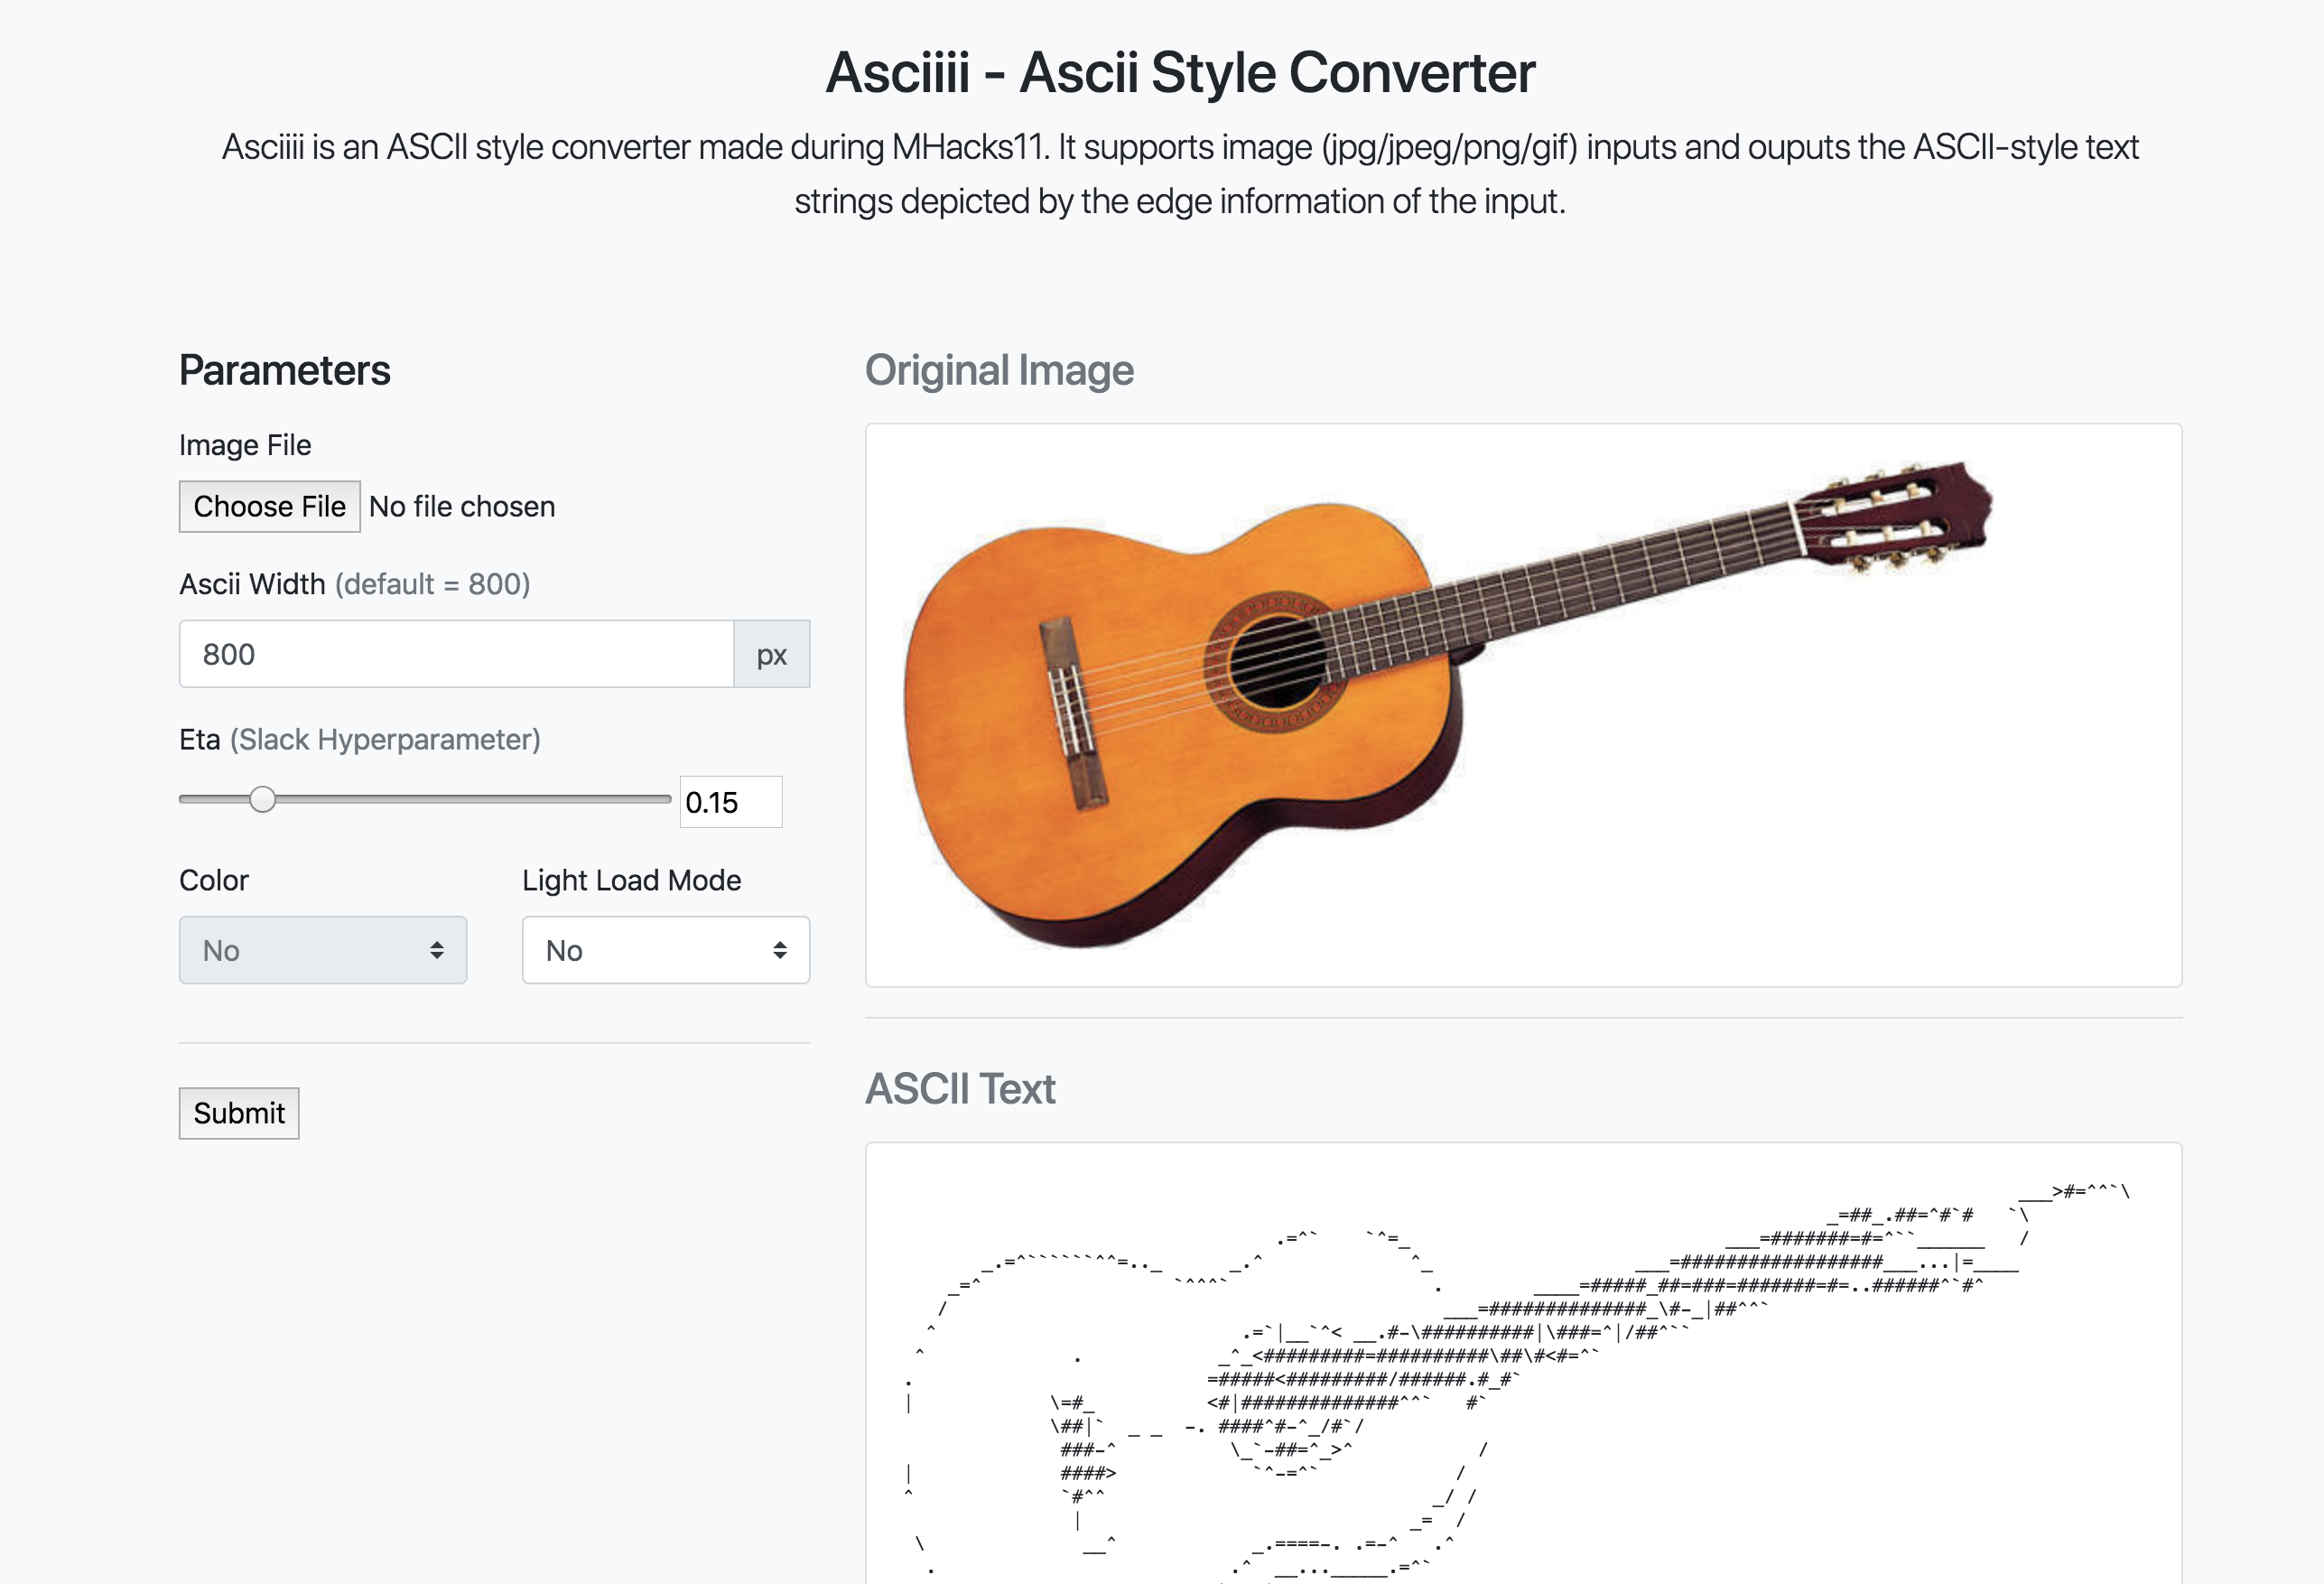 Asciiii - Ascii Style Converter
Asciiii is an ASCII style converter made during MHacks11. It supports image (jpg/jpeg/png/gif) inputs and ouputs the ASCII-style text
strings depicted by the edge information of the input.
Parameters
Image File
Choose File No file chosen
Ascii Width (default = 800)
800 px
Eta (Slack Hyperparameter)
0.15
Color Light Load Mode
No No
Submit
Original Image
ASCII Text